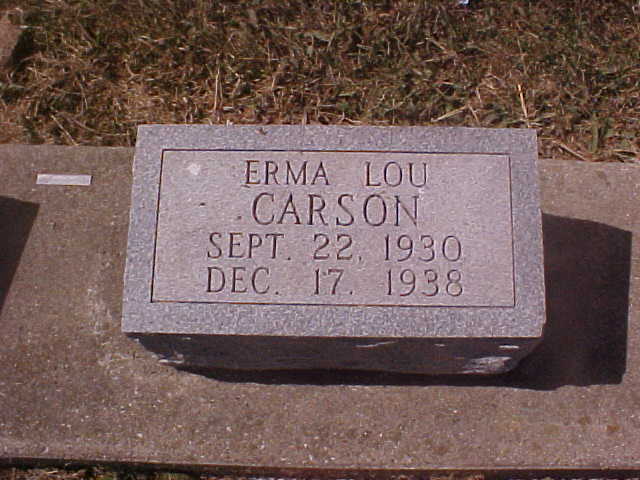 ERMA LOU
CARSON
SEPT. 22, 1930
DEC. 17, 1938